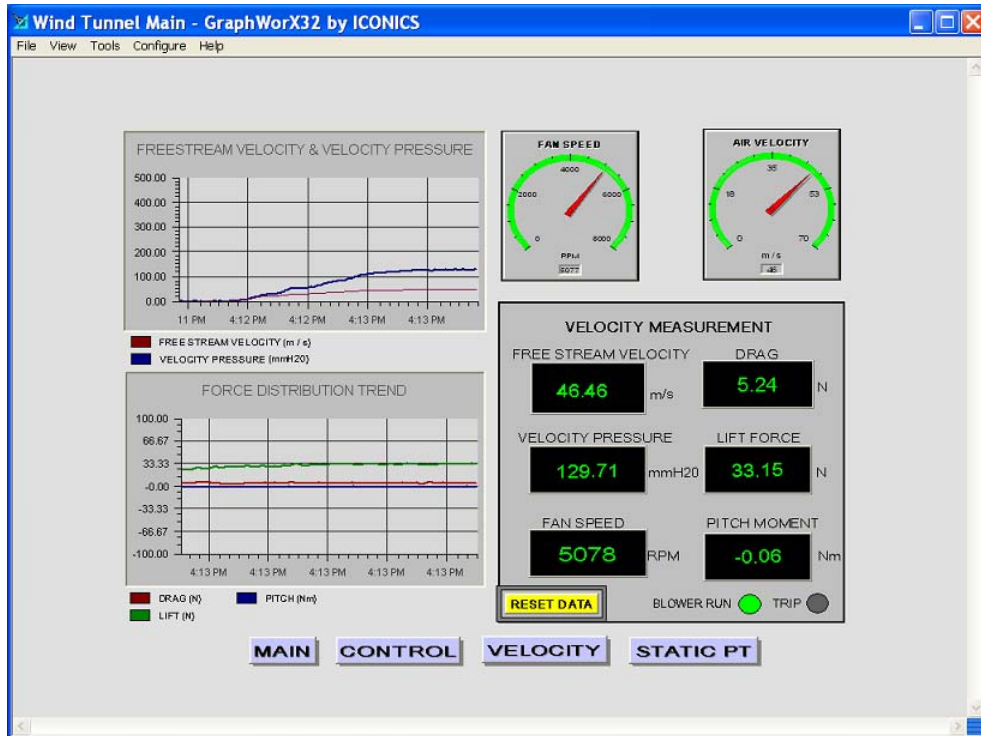 Wind Tunnel Main - GraphWorX32 by ICONICS
File View Tools Configure Help
FREESTREAM VELOCITY & VELOCITY PRESSURE
500.00
400.00
300.00
200.00
100.00
0.00
11 PM 4:12 PM 4:12 PM 4:13 PM 4:13 PM
FREE STREAM VELOCITY (m / s)
VELOCITY PRESSURE (mmH20)
FAN SPEED
0 2000 4000 6000 8000
RPM
5077
AIR VELOCITY
0 18 35 53 70
m / s
46
FORCE DISTRIBUTION TREND
100.00
66.67
33.33
-0.00
-33.33
-66.67
-100.00
4:13 PM 4:13 PM 4:13 PM 4:13 PM 4:13 PM
DRAG (N) PITCH (Nm)
LIFT (N)
VELOCITY MEASUREMENT
FREE STREAM VELOCITY DRAG
46.46 m/s 5.24 N
VELOCITY PRESSURE LIFT FORCE
129.71 mmH20 33.15 N
FAN SPEED PITCH MOMENT
5078 RPM -0.06 Nm
RESET DATA BLOWER RUN TRIP
MAIN CONTROL VELOCITY STATIC PT